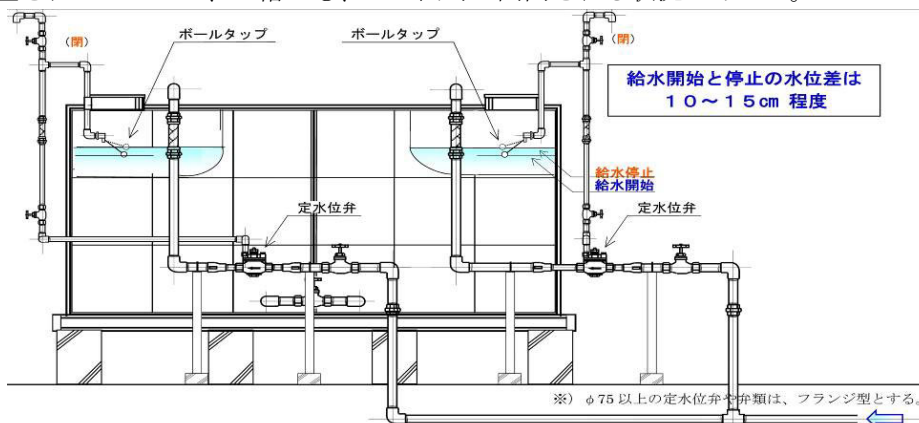 ボールタップ
ボールタップ
（閉）
（閉）
給水開始と停止の水位差は
１０～１５㎝ 程度
給水停止
給水開始
定水位弁
定水位弁
※）φ75 以上の定水位弁や弁類は、フランジ型とする。